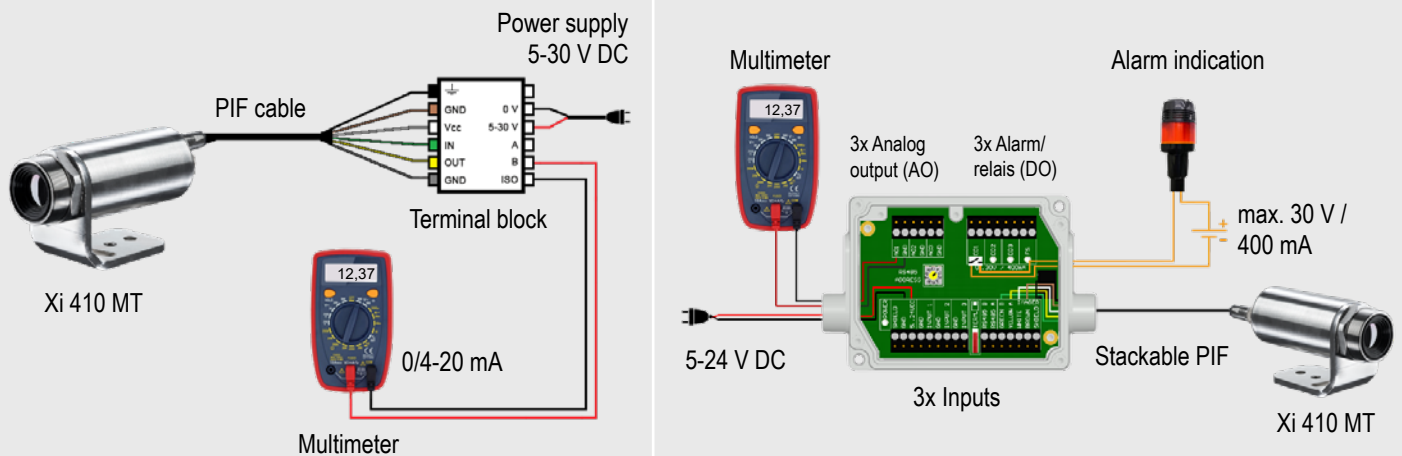 Power supply
5-30 V DC
PIF cable
GND
Vcc
IN
OUT
GND
0 V
5-30 V
A
B
ISO
Terminal block
Xi 410 MT
12,37
0/4-20 mA
Multimeter
Multimeter
12,37
Alarm indication
3x Analog
output (AO)
3x Alarm/
relais (DO)
max. 30 V /
400 mA
RS485
ADDRESS
5-24 V DC
3x Inputs
Stackable PIF
Xi 410 MT